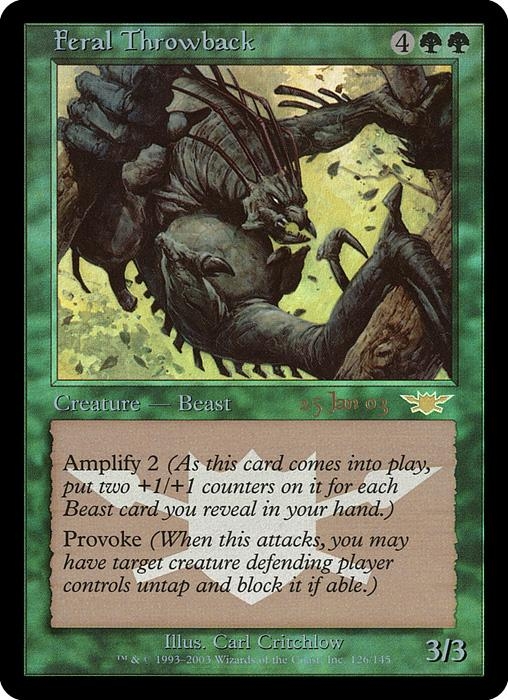 Feral Throwback 4
Creature — Beast 25 Jan 03
Amplify 2 (As this card comes into play,
put two +1/+1 counters on it for each
Beast card you reveal in your hand.)
Provoke (When this attacks, you may
have target creature defending player
controls untap and block it if able.)
Illus. Carl Critchlow
3/3
™ & © 1993–2003 Wizards of the Coast, Inc. 126/145